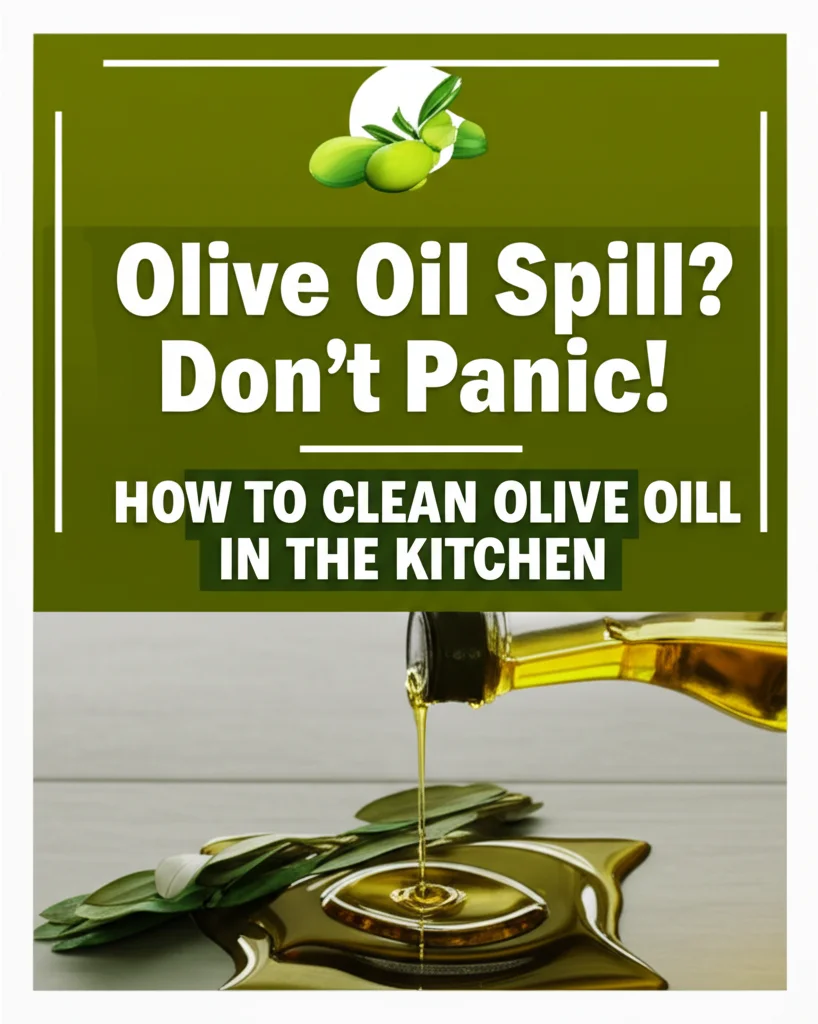 Olive Oil Spill?
Don’t Panic!
HOW TO CLEAN OLIVE OILL
IN THE KITCHEN